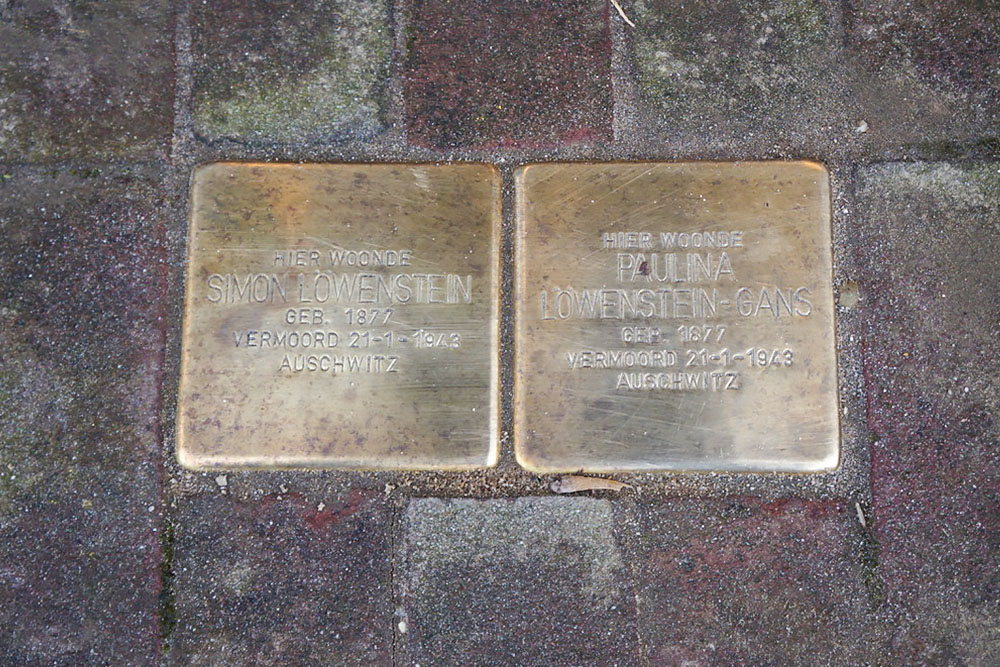 HIER WOONDE
SIMON LÖWENSTEIN
GEB. 1877
VERMOORD 21-1-1943
AUSCHWITZ
HIER WOONDE
PAULINA
LÖWENSTEIN-GANS
GEB. 1877
VERMOORD 21-1-1943
AUSCHWITZ